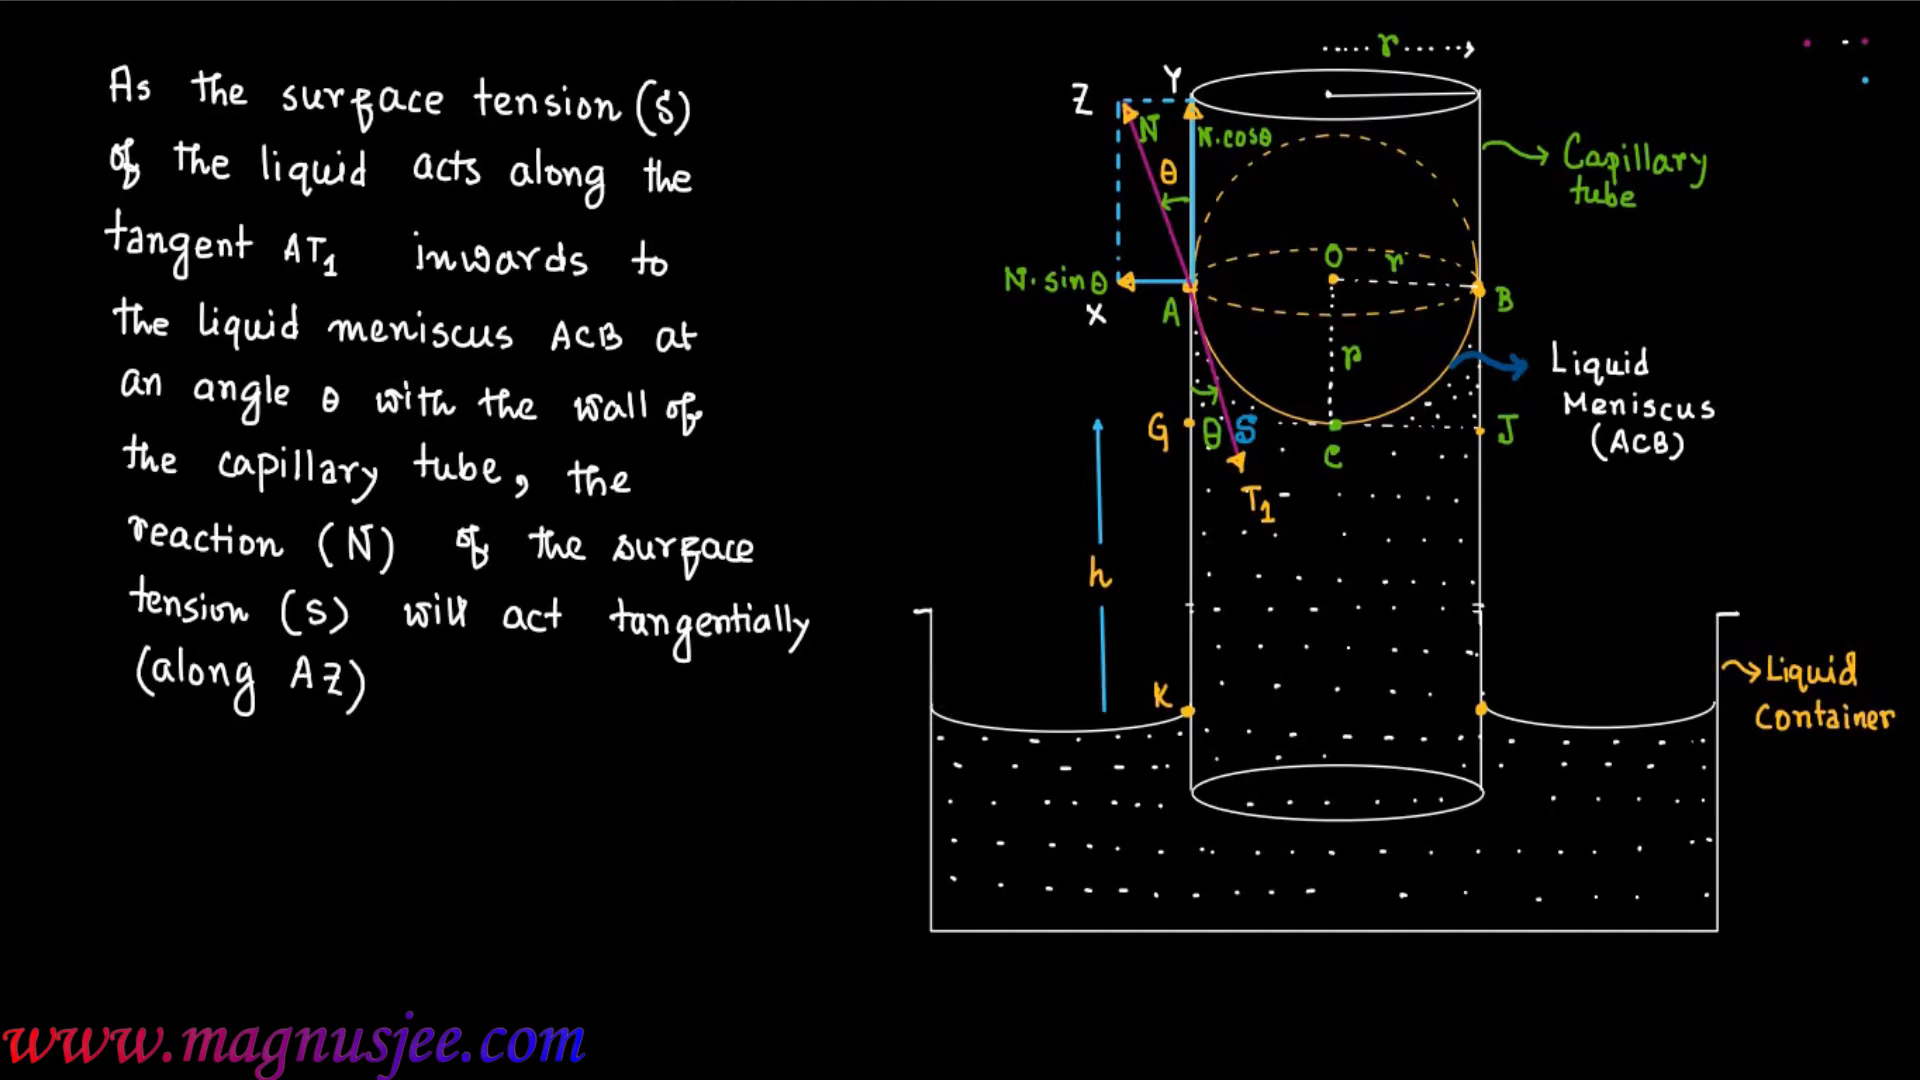 As the surface tension (S)
of the liquid acts along the
tangent AT₁ inwards to
the liquid meniscus ACB at
an angle θ with the wall of
the capillary tube, the
reaction (N) of the surface
tension (S) will act tangentially
(along AZ)
r
Z
Y
N
N.cosθ
θ
Capillary
tube
O
r
N.sinθ
X
A
B
r
Liquid
Meniscus
(ACB)
G
θ
S
C
J
T₁
h
K
Liquid
Container
www.magnusjee.com